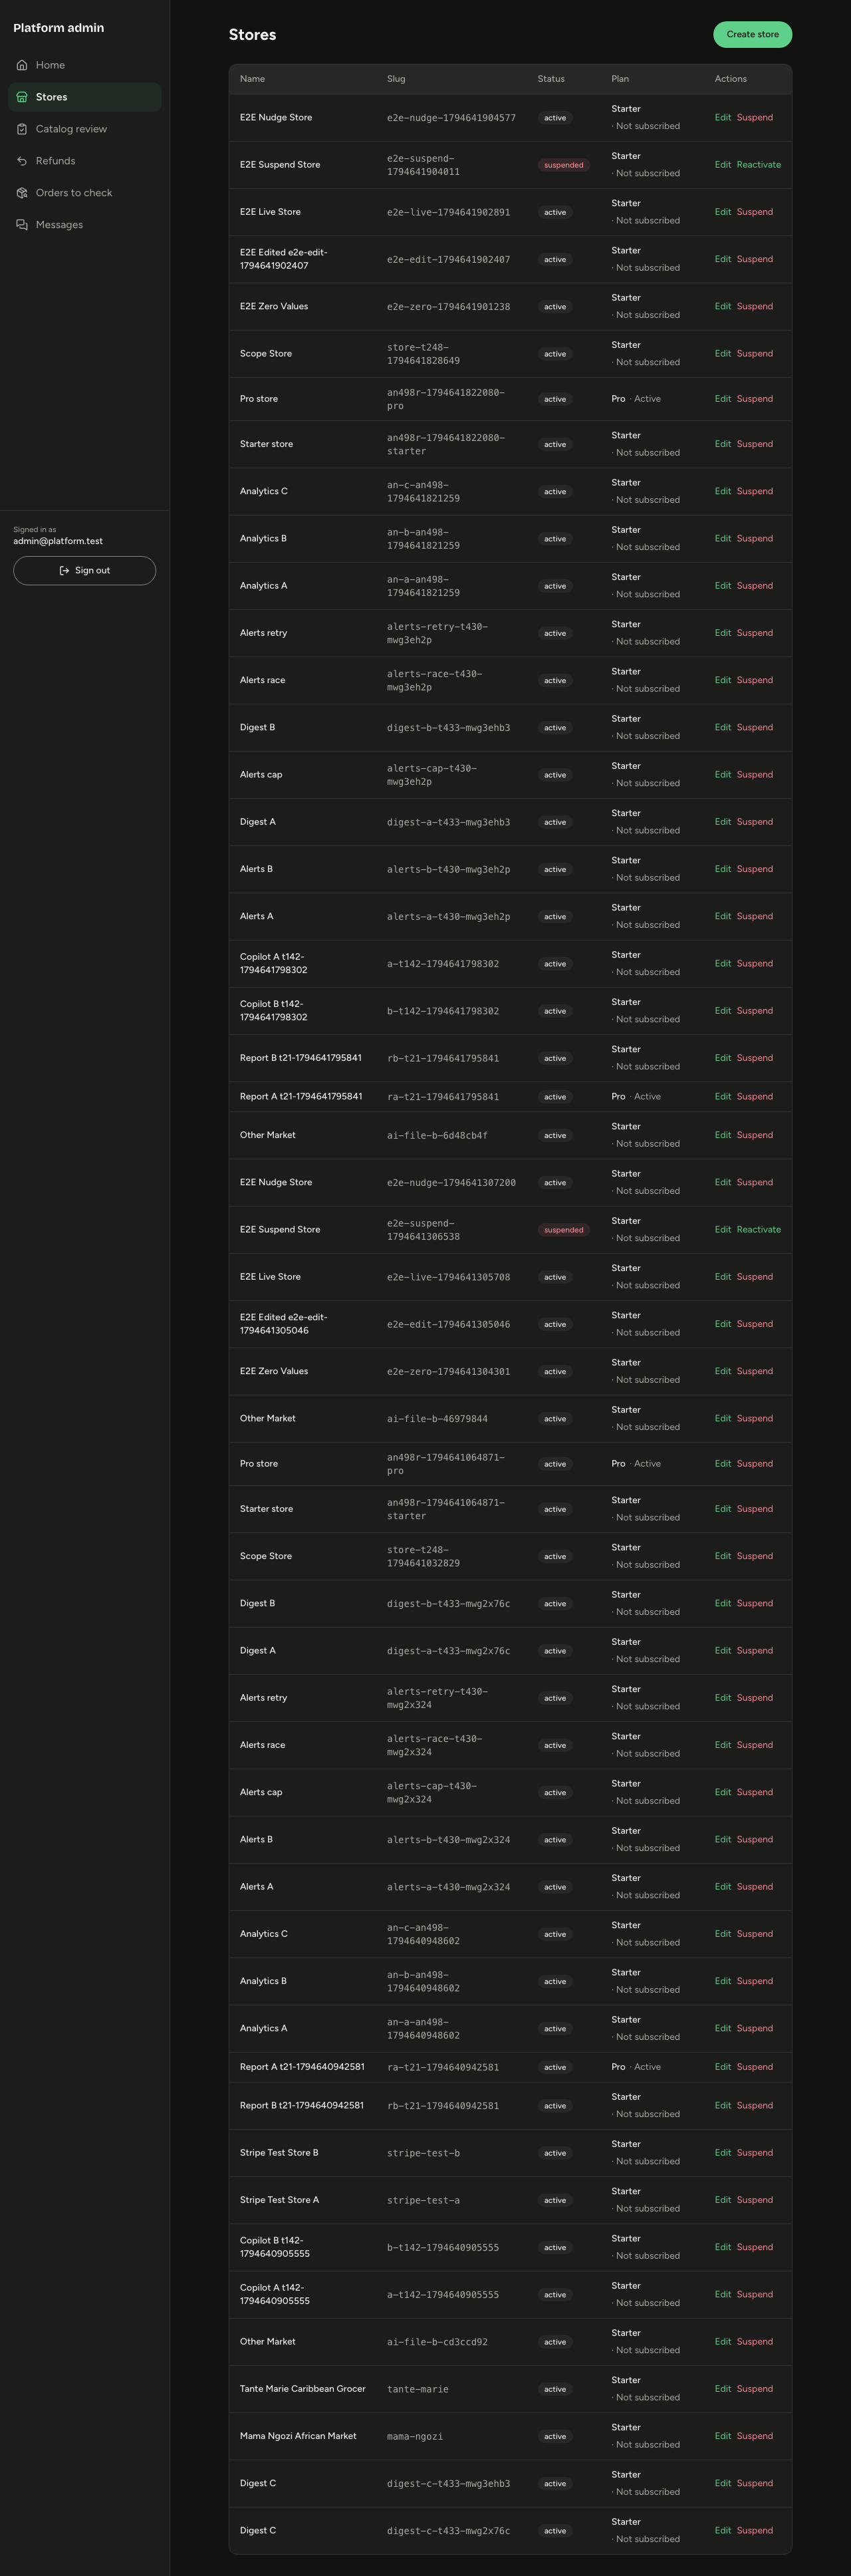 Platform admin
Home
Stores
Catalog review
Refunds
Orders to check
Messages
Signed in as
admin@platform.test
Sign out
Stores
Create store
Name Slug Status Plan Actions
E2E Nudge Store e2e-nudge-1794641904577 active Starter · Not subscribed Edit Suspend
E2E Suspend Store e2e-suspend-1794641904011 suspended Starter · Not subscribed Edit Reactivate
E2E Live Store e2e-live-1794641902891 active Starter · Not subscribed Edit Suspend
E2E Edited e2e-edit-1794641902407 e2e-edit-1794641902407 active Starter · Not subscribed Edit Suspend
E2E Zero Values e2e-zero-1794641901238 active Starter · Not subscribed Edit Suspend
Scope Store store-t248-1794641828649 active Starter · Not subscribed Edit Suspend
Pro store an498r-1794641822080-pro active Pro · Active Edit Suspend
Starter store an498r-1794641822080-starter active Starter · Not subscribed Edit Suspend
Analytics C an-c-an498-1794641821259 active Starter · Not subscribed Edit Suspend
Analytics B an-b-an498-1794641821259 active Starter · Not subscribed Edit Suspend
Analytics A an-a-an498-1794641821259 active Starter · Not subscribed Edit Suspend
Alerts retry alerts-retry-t430-mwg3eh2p active Starter · Not subscribed Edit Suspend
Alerts race alerts-race-t430-mwg3eh2p active Starter · Not subscribed Edit Suspend
Digest B digest-b-t433-mwg3ehb3 active Starter · Not subscribed Edit Suspend
Alerts cap alerts-cap-t430-mwg3eh2p active Starter · Not subscribed Edit Suspend
Digest A digest-a-t433-mwg3ehb3 active Starter · Not subscribed Edit Suspend
Alerts B alerts-b-t430-mwg3eh2p active Starter · Not subscribed Edit Suspend
Alerts A alerts-a-t430-mwg3eh2p active Starter · Not subscribed Edit Suspend
Copilot A t142-1794641798302 a-t142-1794641798302 active Starter · Not subscribed Edit Suspend
Copilot B t142-1794641798302 b-t142-1794641798302 active Starter · Not subscribed Edit Suspend
Report B t21-1794641795841 rb-t21-1794641795841 active Starter · Not subscribed Edit Suspend
Report A t21-1794641795841 ra-t21-1794641795841 active Pro · Active Edit Suspend
Other Market ai-file-b-6d48cb4f active Starter · Not subscribed Edit Suspend
E2E Nudge Store e2e-nudge-1794641307200 active Starter · Not subscribed Edit Suspend
E2E Suspend Store e2e-suspend-1794641306538 suspended Starter · Not subscribed Edit Reactivate
E2E Live Store e2e-live-1794641305708 active Starter · Not subscribed Edit Suspend
E2E Edited e2e-edit-1794641305046 e2e-edit-1794641305046 active Starter · Not subscribed Edit Suspend
E2E Zero Values e2e-zero-1794641304301 active Starter · Not subscribed Edit Suspend
Other Market ai-file-b-46979844 active Starter · Not subscribed Edit Suspend
Pro store an498r-1794641064871-pro active Pro · Active Edit Suspend
Starter store an498r-1794641064871-starter active Starter · Not subscribed Edit Suspend
Scope Store store-t248-1794641032829 active Starter · Not subscribed Edit Suspend
Digest B digest-b-t433-mwg2x76c active Starter · Not subscribed Edit Suspend
Digest A digest-a-t433-mwg2x76c active Starter · Not subscribed Edit Suspend
Alerts retry alerts-retry-t430-mwg2x324 active Starter · Not subscribed Edit Suspend
Alerts race alerts-race-t430-mwg2x324 active Starter · Not subscribed Edit Suspend
Alerts cap alerts-cap-t430-mwg2x324 active Starter · Not subscribed Edit Suspend
Alerts B alerts-b-t430-mwg2x324 active Starter · Not subscribed Edit Suspend
Alerts A alerts-a-t430-mwg2x324 active Starter · Not subscribed Edit Suspend
Analytics C an-c-an498-1794640948602 active Starter · Not subscribed Edit Suspend
Analytics B an-b-an498-1794640948602 active Starter · Not subscribed Edit Suspend
Analytics A an-a-an498-1794640948602 active Starter · Not subscribed Edit Suspend
Report A t21-1794640942581 ra-t21-1794640942581 active Pro · Active Edit Suspend
Report B t21-1794640942581 rb-t21-1794640942581 active Starter · Not subscribed Edit Suspend
Stripe Test Store B stripe-test-b active Starter · Not subscribed Edit Suspend
Stripe Test Store A stripe-test-a active Starter · Not subscribed Edit Suspend
Copilot B t142-1794640905555 b-t142-1794640905555 active Starter · Not subscribed Edit Suspend
Copilot A t142-1794640905555 a-t142-1794640905555 active Starter · Not subscribed Edit Suspend
Other Market ai-file-b-cd3ccd92 active Starter · Not subscribed Edit Suspend
Tante Marie Caribbean Grocer tante-marie active Starter · Not subscribed Edit Suspend
Mama Ngozi African Market mama-ngozi active Starter · Not subscribed Edit Suspend
Digest C digest-c-t433-mwg3ehb3 active Starter · Not subscribed Edit Suspend
Digest C digest-c-t433-mwg2x76c active Starter · Not subscribed Edit Suspend